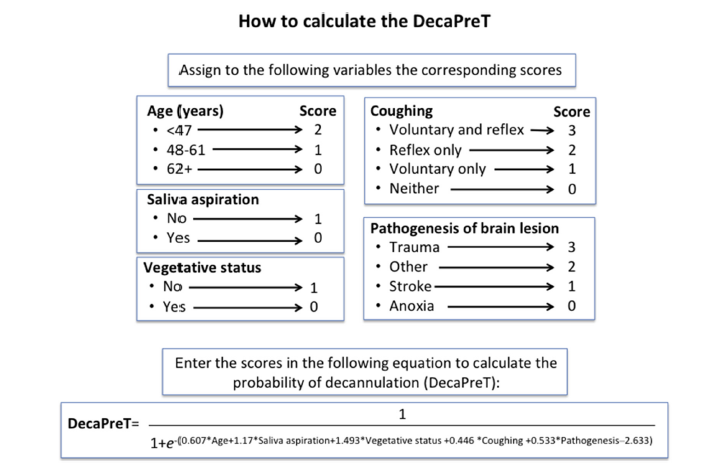 How to calculate the DecaPreT
Assign to the following variables the corresponding scores
Age (years) Score
• <47 2
• 48-61 1
• 62+ 0
Saliva aspiration
• No 1
• Yes 0
Vegetative status
• No 1
• Yes 0
Coughing Score
• Voluntary and reflex 3
• Reflex only 2
• Voluntary only 1
• Neither 0
Pathogenesis of brain lesion
• Trauma 3
• Other 2
• Stroke 1
• Anoxia 0
Enter the scores in the following equation to calculate the
probability of decannulation (DecaPreT):
DecaPreT=
1
1+e-(0.607*Age+1.17*Saliva aspiration+1.493*Vegetative status +0.446 *Coughing +0.533*Pathogenesis–2.633)